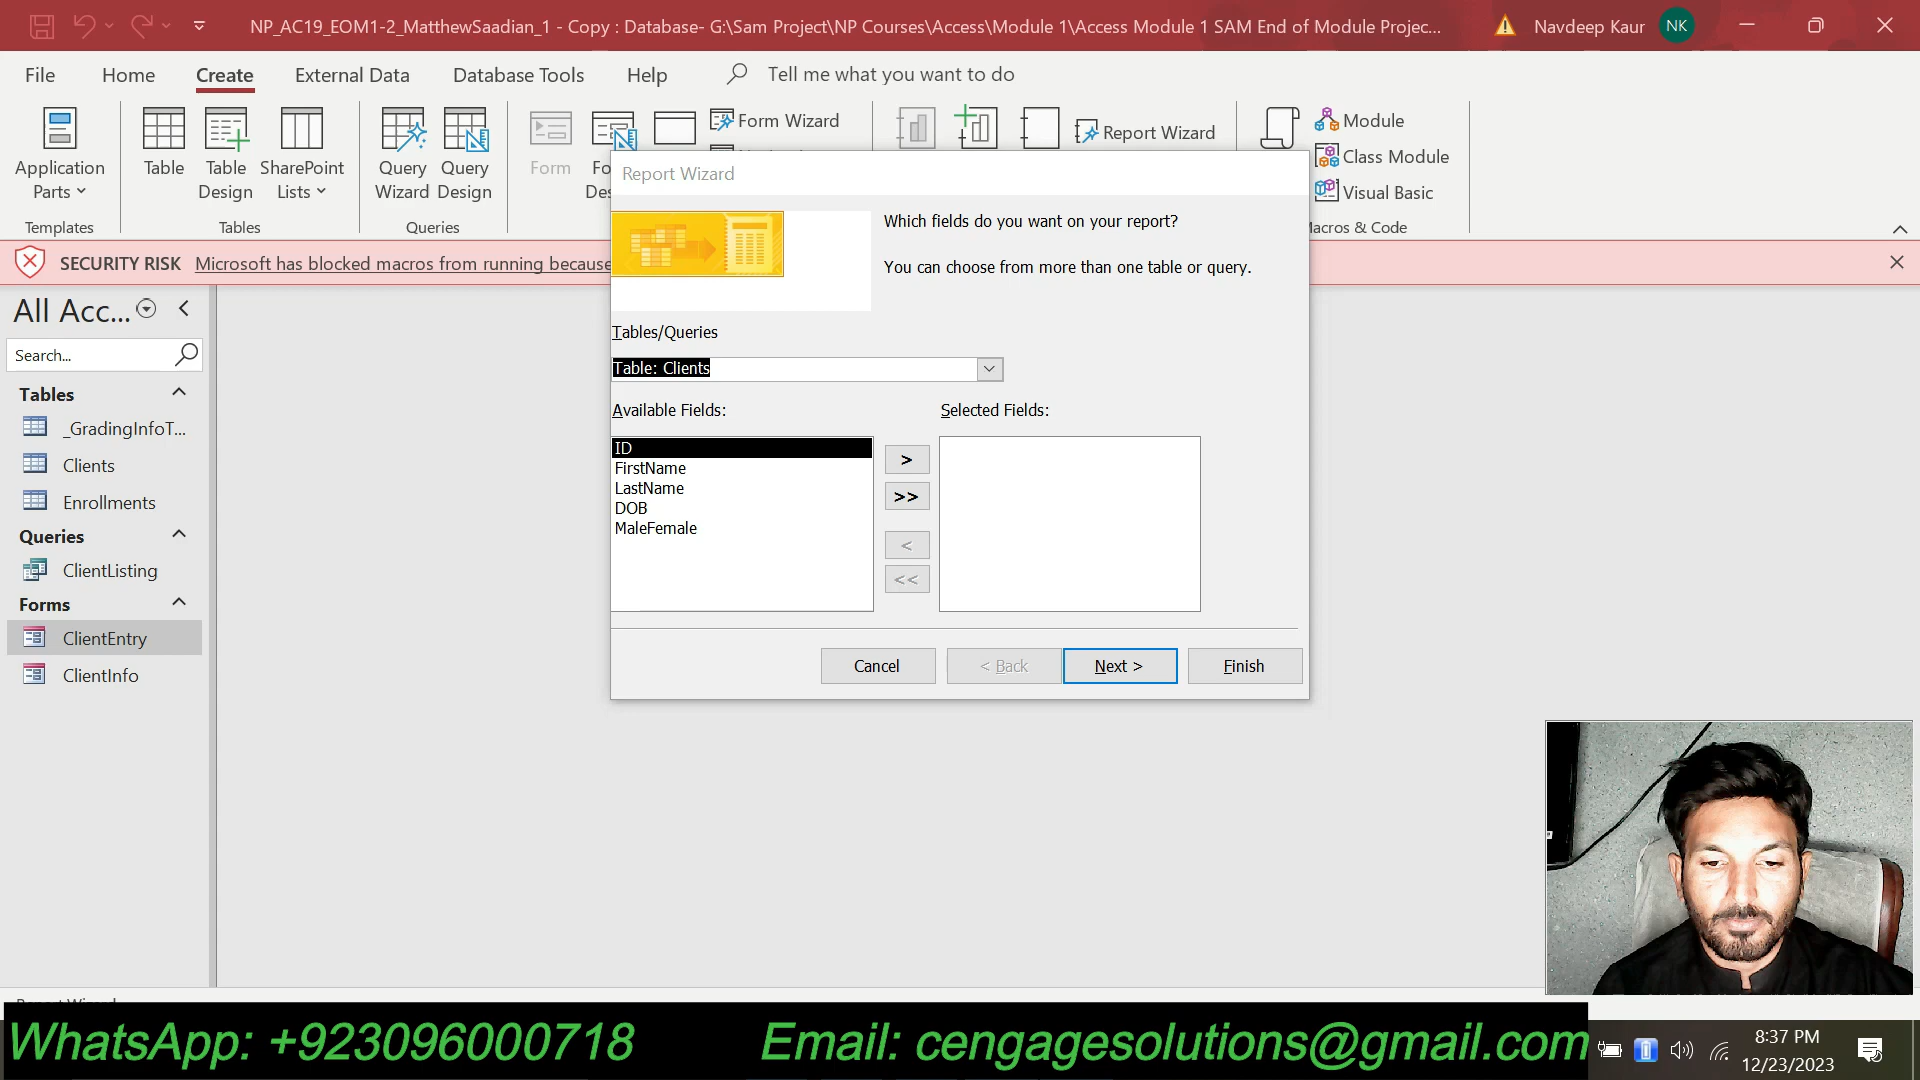 NP_AC19_EOM1-2_MatthewSaadian_1 - Copy : Database- G:\Sam Project\NP Courses\Access\Module 1\Access Module 1 SAM End of Module Projec...
Navdeep Kaur
NK
File
Home
Create
External Data
Database Tools
Help
Tell me what you want to do
Application
Parts
Templates
Table
Table
Design
SharePoint
Lists
Tables
Query
Wizard
Query
Design
Queries
Form
Form Wizard
Report Wizard
Module
Class Module
Visual Basic
SECURITY RISK
Microsoft has blocked macros from running because
All Acc...
Search...
Tables
_GradingInfoT...
Clients
Enrollments
Queries
ClientListing
Forms
ClientEntry
ClientInfo
Report Wizard
Which fields do you want on your report?
You can choose from more than one table or query.
Tables/Queries
Table: Clients
Available Fields:
Selected Fields:
ID
FirstName
LastName
DOB
MaleFemale
>
>>
<
<<
Cancel
< Back
Next >
Finish
WhatsApp: +923096000718
Email: cengagesolutions@gmail.com
8:37 PM
12/23/2023